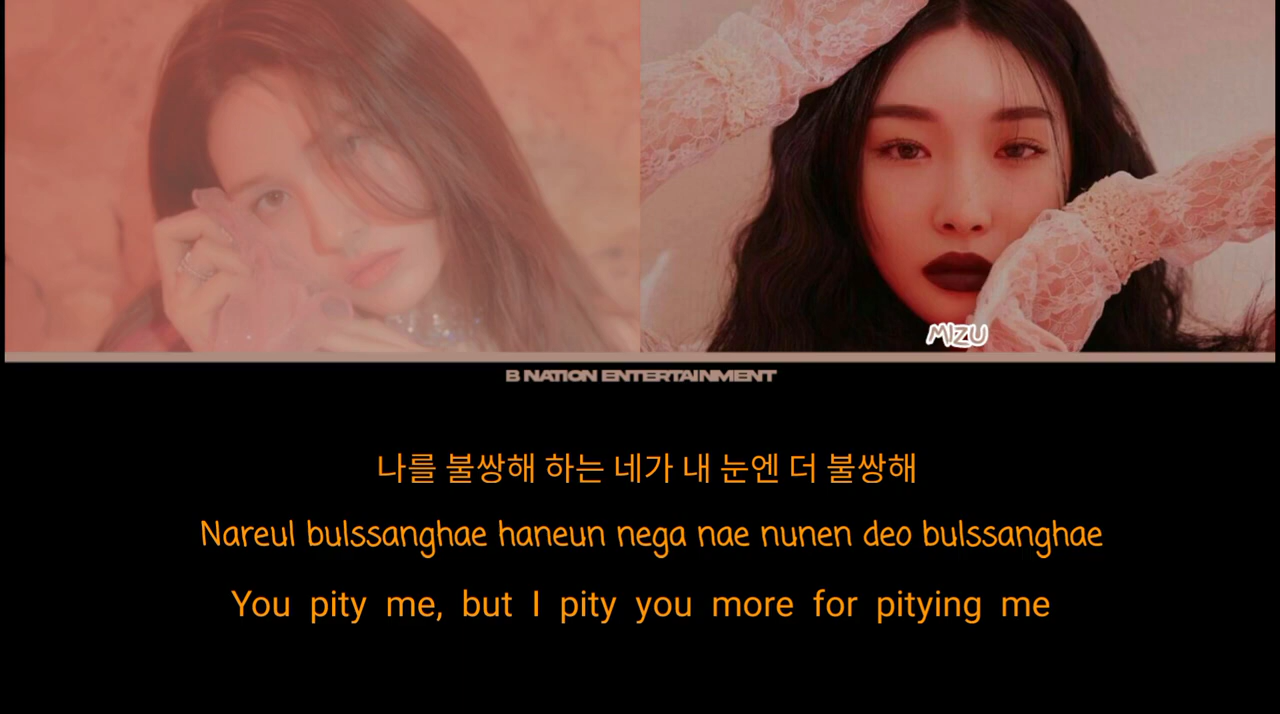 MIZU
B NATION ENTERTAINMENT
나를 불쌍해 하는 네가 내 눈엔 더 불쌍해
Nareul bulssanghae haneun nega nae nunen deo bulssanghae
You pity me, but I pity you more for pitying me